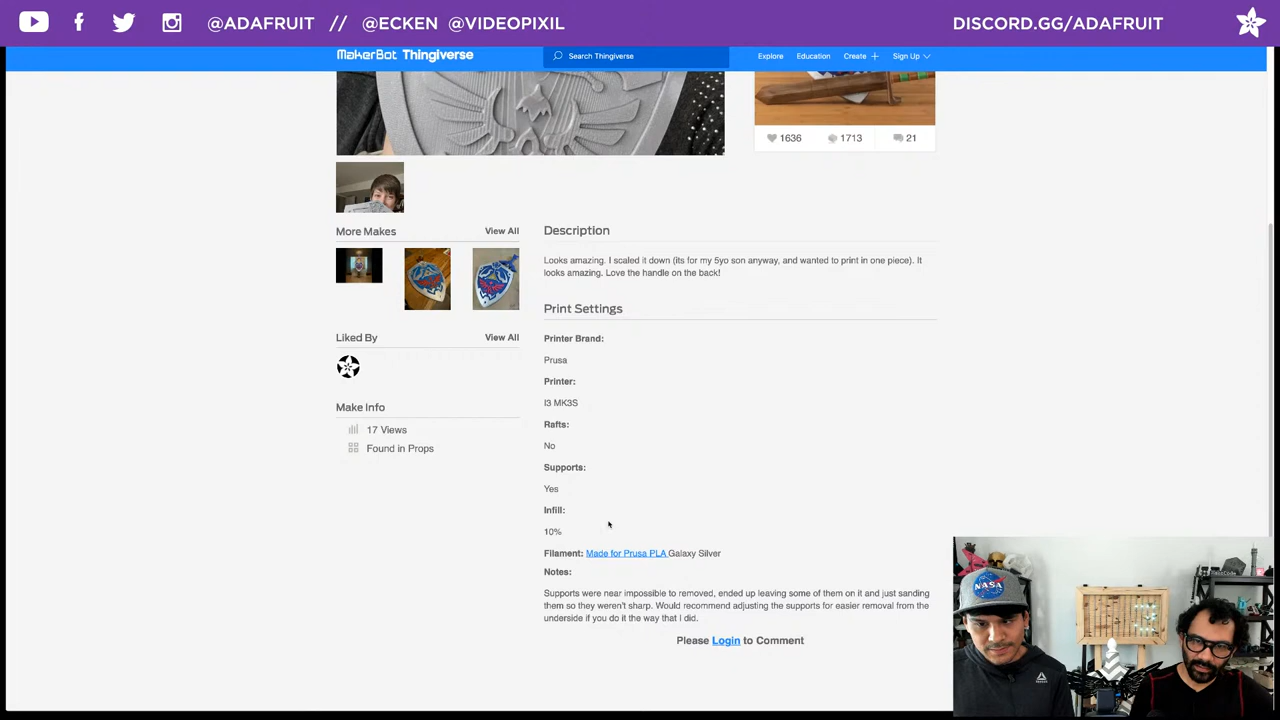 @ADAFRUIT // @ECKEN @VIDEOPIXIL
DISCORD.GG/ADAFRUIT
MakerBot Thingiverse
Search Thingiverse
Explore
Education
Create
Sign Up
1636
1713
21
More Makes
View All
Liked By
View All
Make info
17 Views
Found in Props
Description
Looks amazing. I scaled it down (its for my 5yo son anyway, and wanted to print in one piece). It
looks amazing. Love the handle on the back!
Print Settings
Printer Brand:
Prusa
Printer:
I3 MK3S
Rafts:
No
Supports:
Yes
Infill:
10%
Filament: Made for Prusa PLA Galaxy Silver
Notes:
Supports were near impossible to removed, ended up leaving some of them on it and just sanding
them so they weren't sharp. Would recommend adjusting the supports for easier removal from the
underside if you do it the way that I did.
Please Login to Comment
NASA